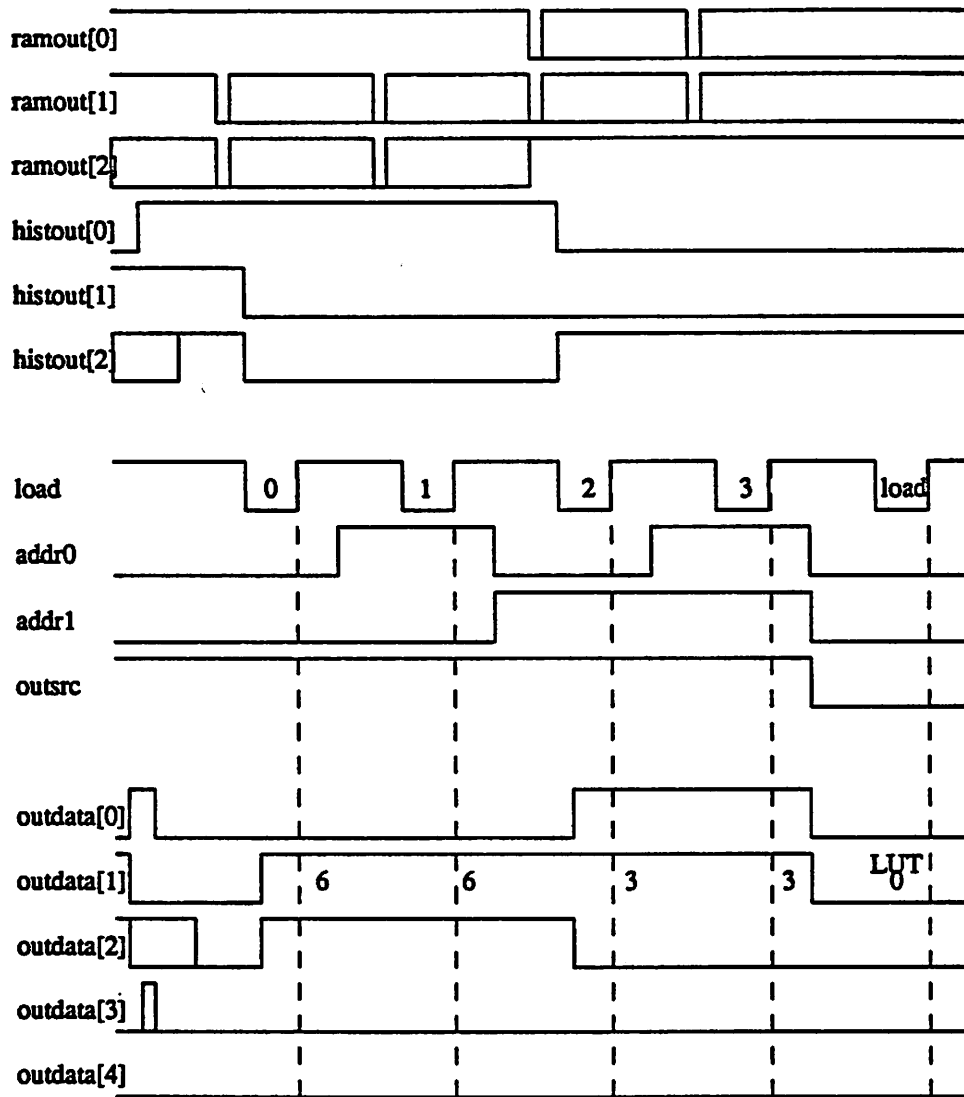 ramout[0]
ramout[1]
ramout[2]
histout[0]
histout[1]
histout[2]
load 0 1 2 3 load
addr0
addr1
outsrc
outdata[0]
LUT
outdata[1] 6 6 3 3 0
outdata[2]
outdata[3]
outdata[4]